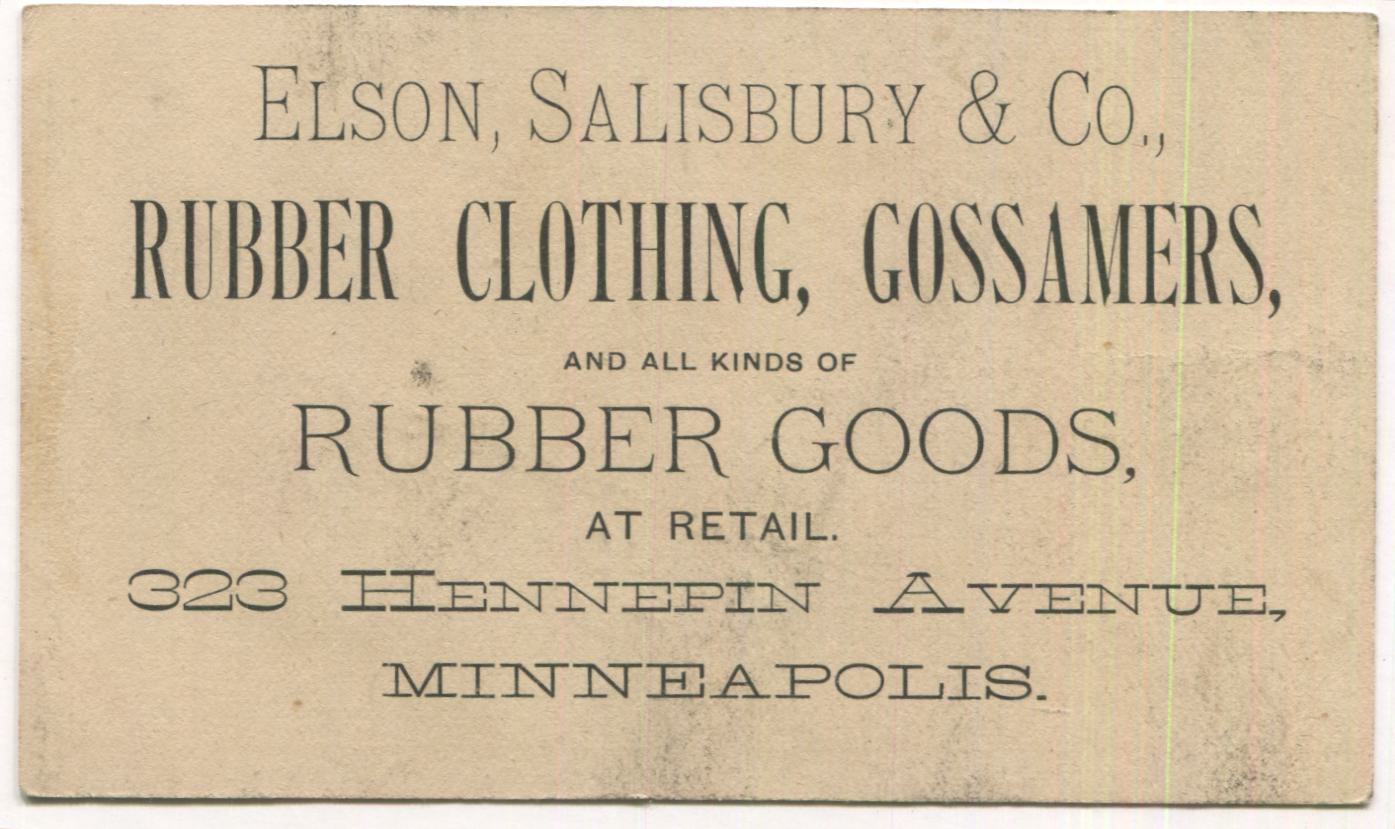 Elson, Salisbury & Co.,
RUBBER CLOTHING, GOSSAMERS,
AND ALL KINDS OF
RUBBER GOODS,
AT RETAIL.
323 Hennepin Avenue,
MINNEAPOLIS.